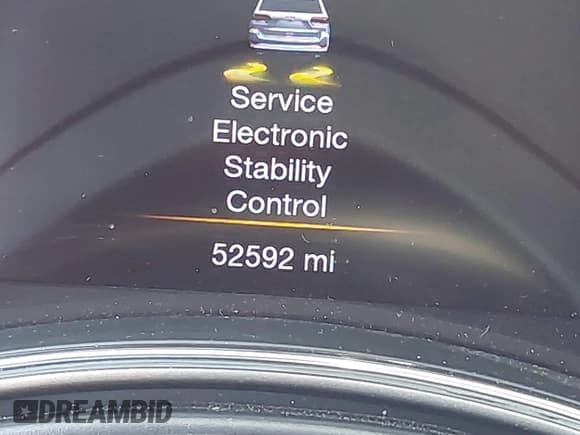 Service
Electronic
Stability
Control
52592 mi
DREAMBID